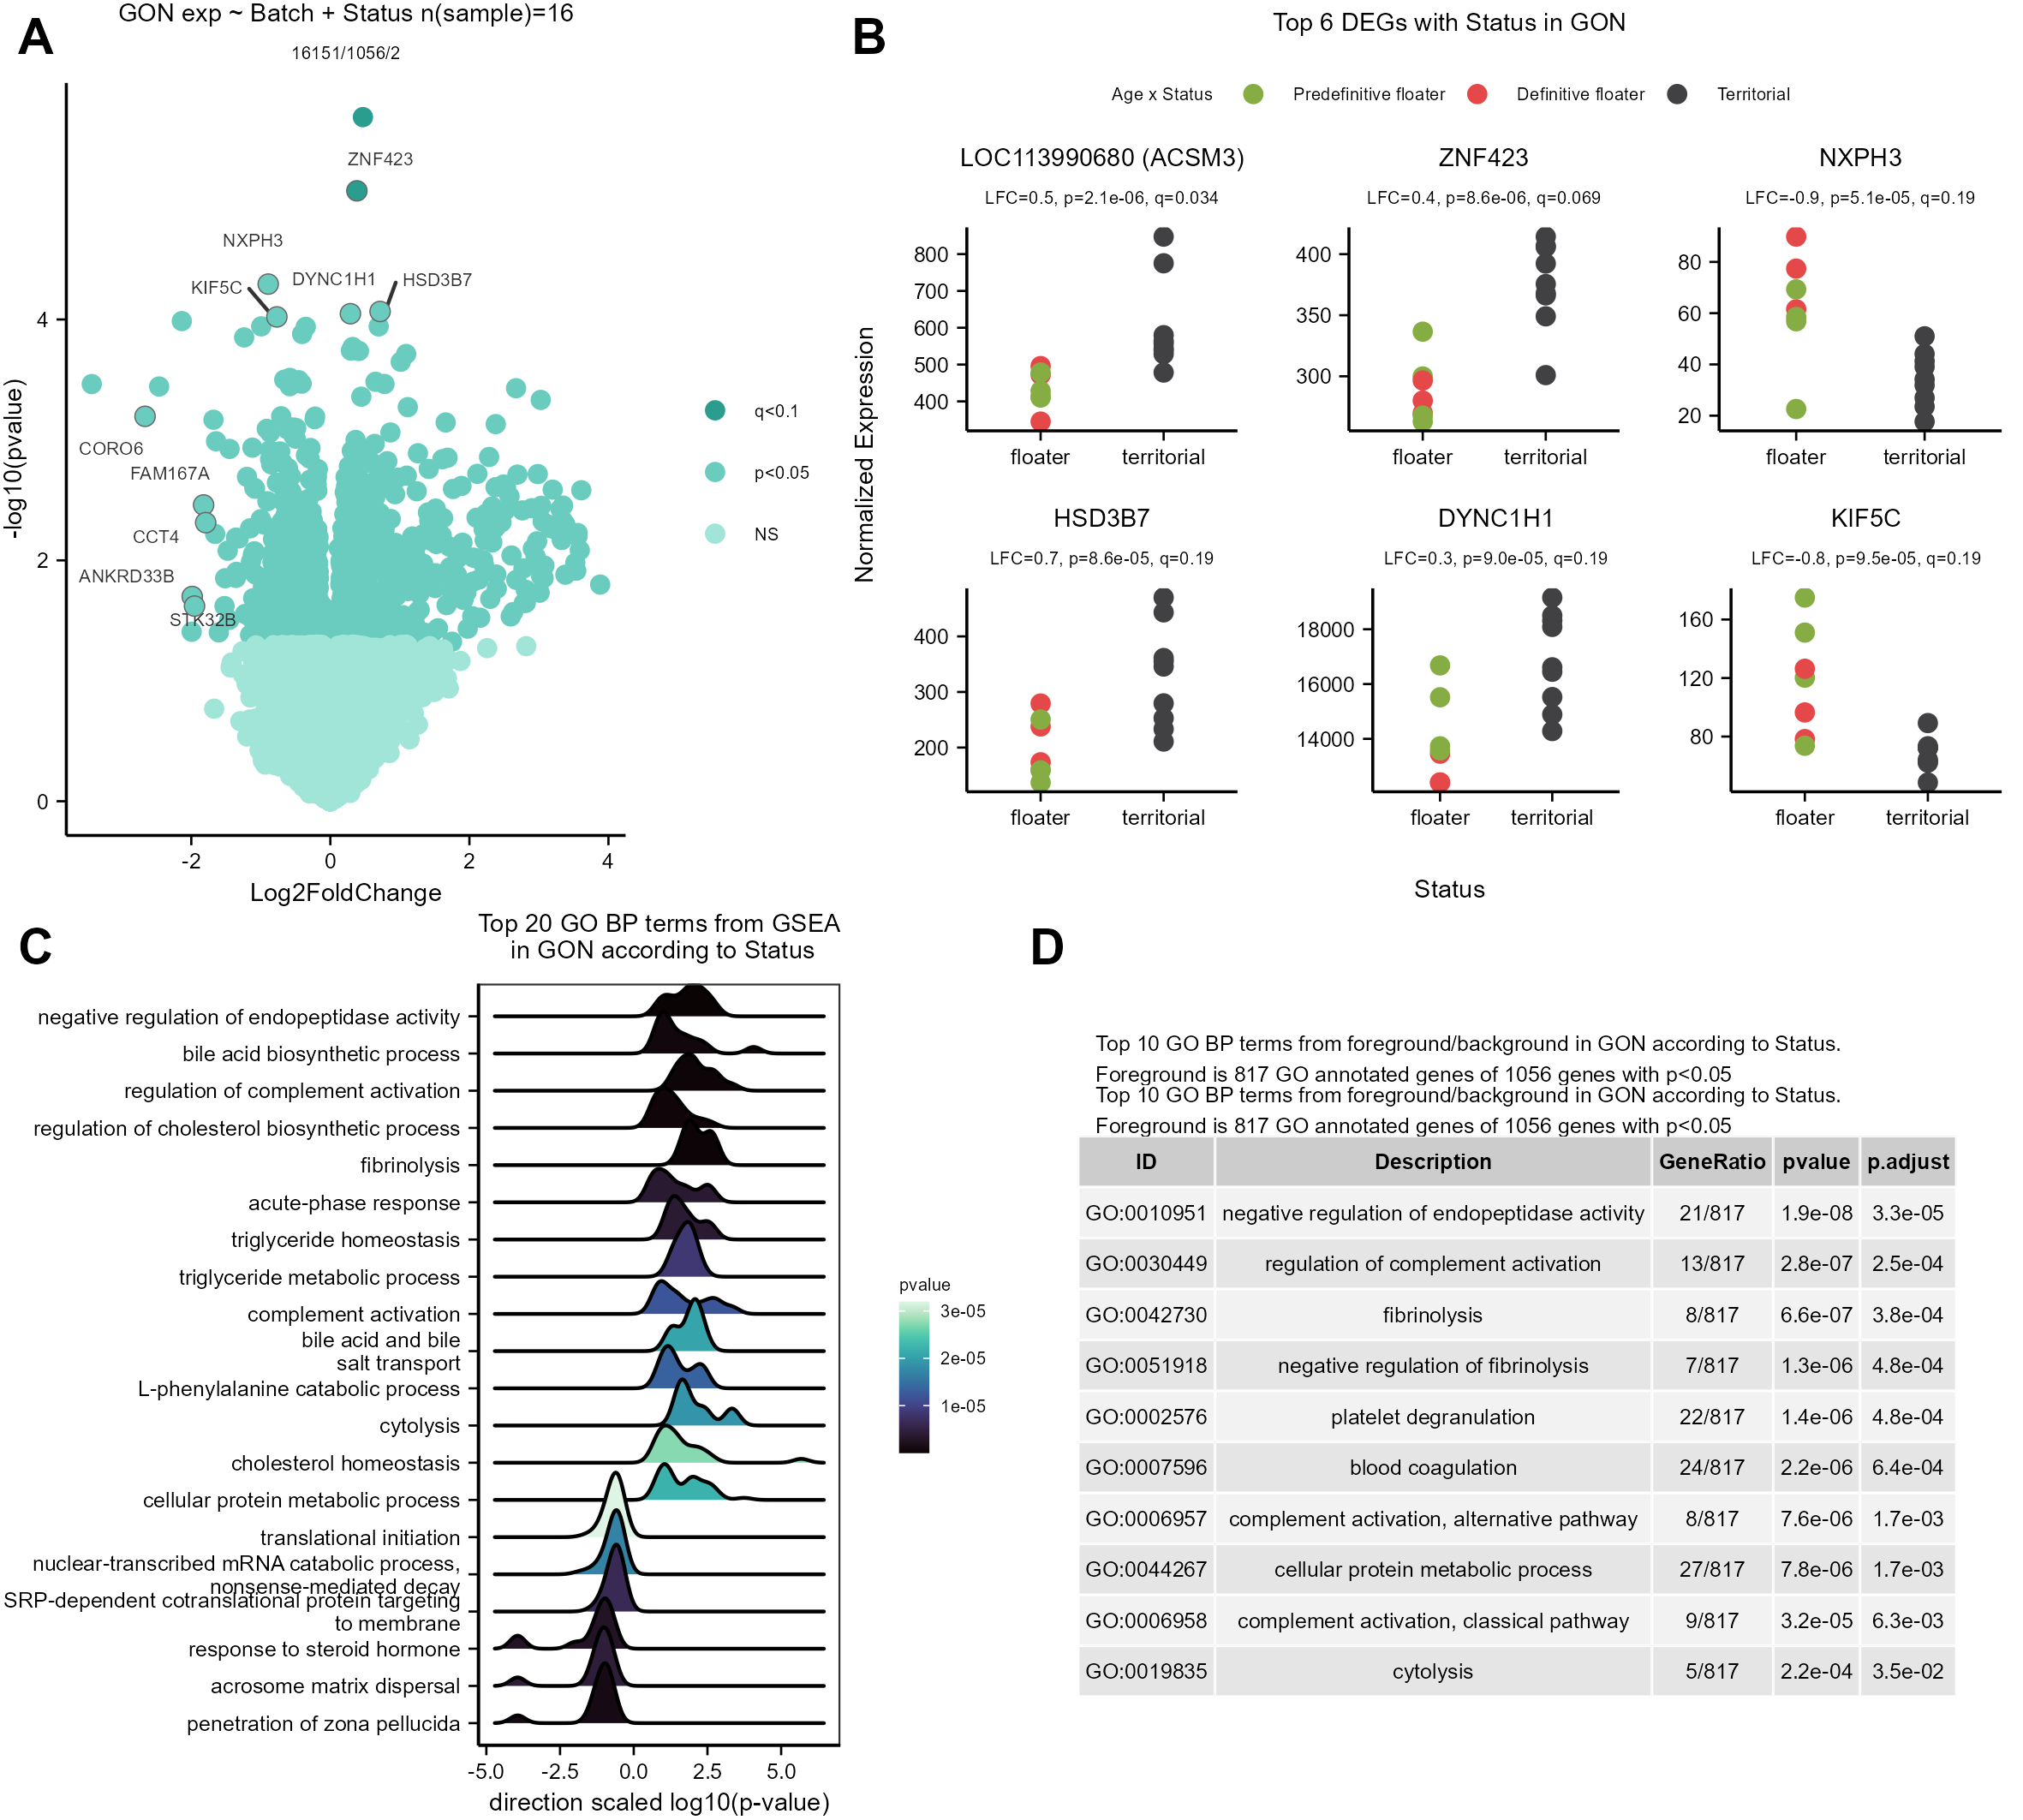 A
GON exp ~ Batch + Status n(sample)=16
16151/1056/2
-log10(pvalue)
4
2
0
ZNF423
NXPH3
KIF5C
DYNC1H1
HSD3B7
CORO6
FAM167A
CCT4
ANKRD33B
STK32B
q<0.1
p<0.05
NS
-2
0
2
4
Log2FoldChange
B
Top 6 DEGs with Status in GON
Age x Status
Predefinitive floater
Definitive floater
Territorial
Normalized Expression
LOC113990680 (ACSM3)
LFC=0.5, p=2.1e-06, q=0.034
800
700
600
500
400
floater
territorial
ZNF423
LFC=0.4, p=8.6e-06, q=0.069
400
350
300
floater
territorial
NXPH3
LFC=-0.9, p=5.1e-05, q=0.19
80
60
40
20
floater
territorial
HSD3B7
LFC=0.7, p=8.6e-05, q=0.19
400
300
200
floater
territorial
DYNC1H1
LFC=0.3, p=9.0e-05, q=0.19
18000
16000
14000
floater
territorial
KIF5C
LFC=-0.8, p=9.5e-05, q=0.19
160
120
80
floater
territorial
Status
C
Top 20 GO BP terms from GSEA
in GON according to Status
negative regulation of endopeptidase activity
bile acid biosynthetic process
regulation of complement activation
regulation of cholesterol biosynthetic process
fibrinolysis
acute-phase response
triglyceride homeostasis
triglyceride metabolic process
complement activation
bile acid and bile
salt transport
L-phenylalanine catabolic process
cytolysis
cholesterol homeostasis
cellular protein metabolic process
translational initiation
nuclear-transcribed mRNA catabolic process,
nonsense-mediated decay
SRP-dependent cotranslational protein targeting
to membrane
response to steroid hormone
acrosome matrix dispersal
penetration of zona pellucida
-5.0
-2.5
0.0
2.5
5.0
direction scaled log10(p-value)
pvalue
3e-05
2e-05
1e-05
D
Top 10 GO BP terms from foreground/background in GON according to Status.
Foreground is 817 GO annotated genes of 1056 genes with p<0.05
Top 10 GO BP terms from foreground/background in GON according to Status.
Foreground is 817 GO annotated genes of 1056 genes with p<0.05
ID Description GeneRatio pvalue p.adjust
GO:0010951 negative regulation of endopeptidase activity 21/817 1.9e-08 3.3e-05
GO:0030449 regulation of complement activation 13/817 2.8e-07 2.5e-04
GO:0042730 fibrinolysis 8/817 6.6e-07 3.8e-04
GO:0051918 negative regulation of fibrinolysis 7/817 1.3e-06 4.8e-04
GO:0002576 platelet degranulation 22/817 1.4e-06 4.8e-04
GO:0007596 blood coagulation 24/817 2.2e-06 6.4e-04
GO:0006957 complement activation, alternative pathway 8/817 7.6e-06 1.7e-03
GO:0044267 cellular protein metabolic process 27/817 7.8e-06 1.7e-03
GO:0006958 complement activation, classical pathway 9/817 3.2e-05 6.3e-03
GO:0019835 cytolysis 5/817 2.2e-04 3.5e-02